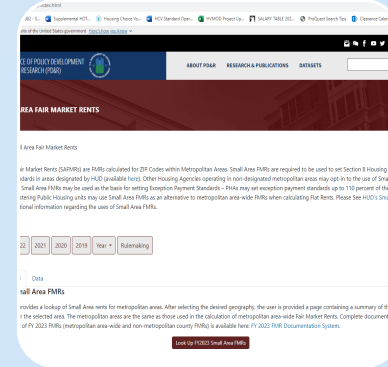 index.html
Supplemental HOT...
Housing Choice Vo...
HCV Standard Oper...
HVMOD Project Up...
SALARY TABLE 202...
ProQuest Search Tips
Clearance Calen
site of the United States government Here's how you know
CE OF POLICY DEVELOPMENT
RESEARCH (PD&R)
ABOUT PD&R RESEARCH & PUBLICATIONS DATASETS
AREA FAIR MARKET RENTS
ll Area Fair Market Rents
air Market Rents (SAFMRs) are FMRs calculated for ZIP Codes within Metropolitan Areas. Small Area FMRs are required to be used to set Section 8 Housing
ndards in areas designated by HUD (available here). Other Housing Agencies operating in non-designated metropolitan areas may opt-in to the use of Sma
Small Area FMRs may be used as the basis for setting Exception Payment Standards – PHAs may set exception payment standards up to 110 percent of the
stering Public Housing units may use Small Area FMRs as an alternative to metropolitan area-wide FMRs when calculating Flat Rents. Please See HUD's Sma
tional information regarding the uses of Small Area FMRs.
22 2021 2020 2019 Year Rulemaking
Data
mall Area FMRs
rovides a lookup of Small Area rents for metropolitan areas. After selecting the desired geography, the user is provided a page containing a summary of th
r the selected area. The metropolitan areas are the same as those used in the calculation of metropolitan area-wide Fair Market Rents. Complete document
of FY 2023 FMRs (metropolitan area-wide and non-metropolitan county FMRs) is available here: FY 2023 FMR Documentation System.
Look Up FY2023 Small Area FMRs